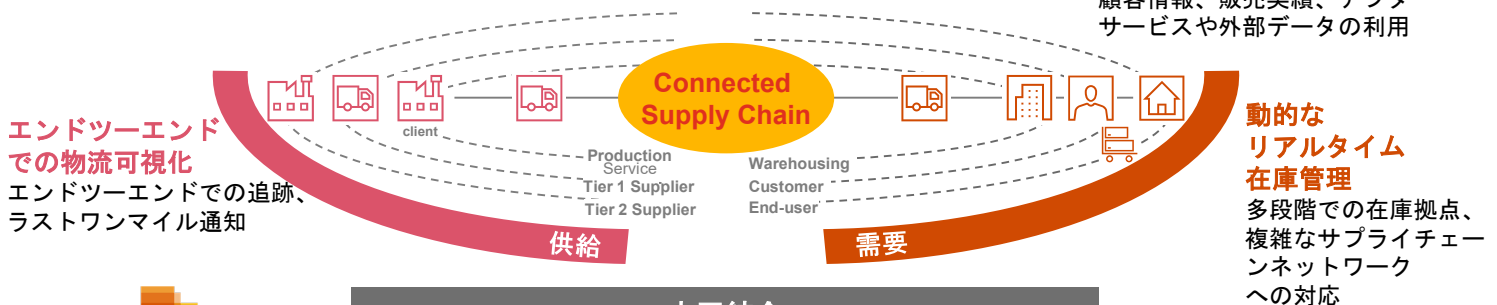 サービスや外部データの利用
Connected
Supply Chain
client
エンドツーエンド
での物流可視化
エンドツーエンドでの追跡、
ラストワンマイル通知
Production
Service
Tier 1 Supplier
Tier 2 Supplier
Warehousing
Customer
End-user
供給
需要
動的な
リアルタイム
在庫管理
多段階での在庫拠点、
複雑なサプライチェー
ンネットワーク
への対応